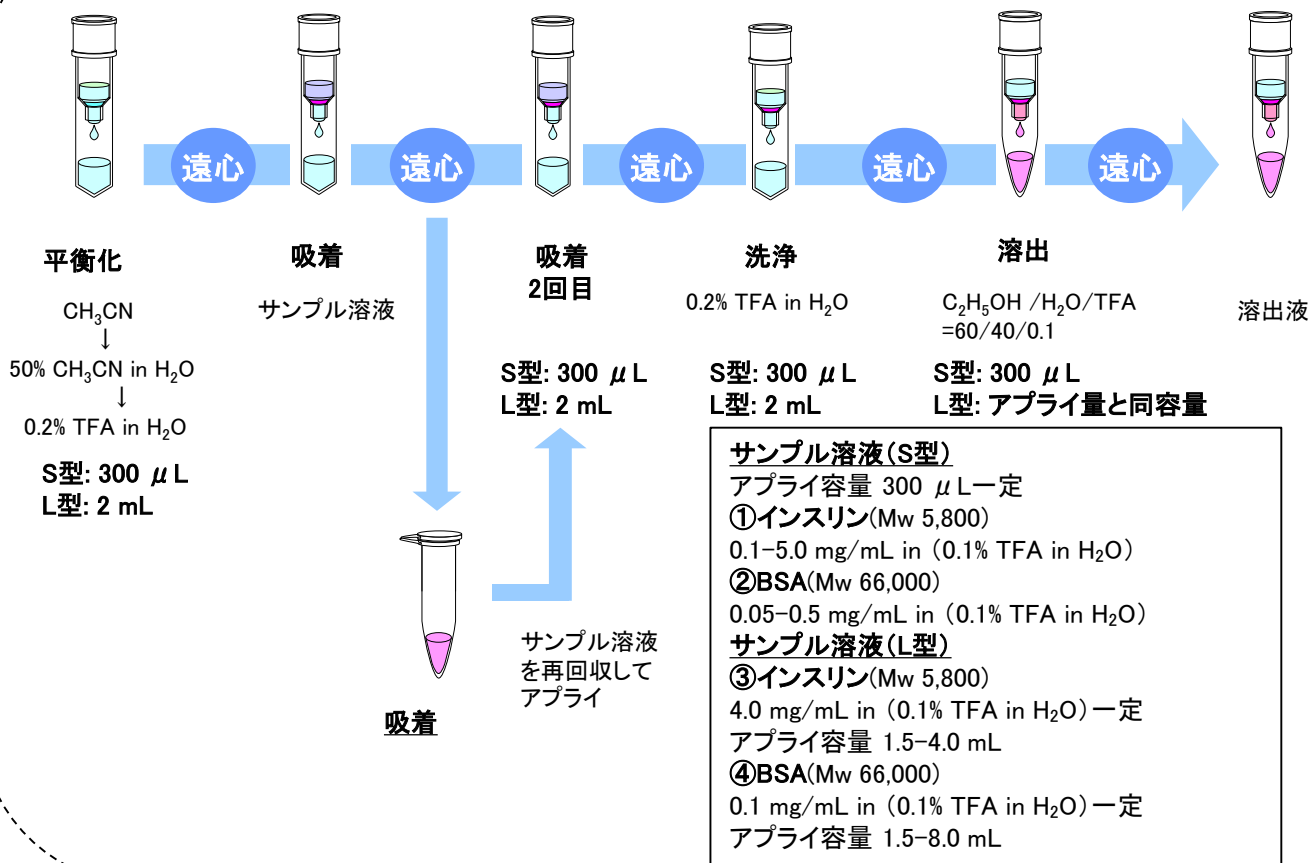 遠心
遠心
遠心
遠心
遠心
平衡化
CH₃CN
↓
50% CH₃CN in H₂O
↓
0.2% TFA in H₂O
S型: 300 μL
L型: 2 mL
吸着
サンプル溶液
吸着
サンプル溶液
を再回収して
アプライ
吸着
2回目
S型: 300 μL
L型: 2 mL
洗浄
0.2% TFA in H₂O
S型: 300 μL
L型: 2 mL
溶出
C₂H₅OH /H₂O/TFA
=60/40/0.1
S型: 300 μL
L型: アプライ量と同容量
溶出液
サンプル溶液(S型)
アプライ容量 300 μL一定
①インスリン(Mw 5,800)
0.1-5.0 mg/mL in (0.1% TFA in H₂O)
②BSA(Mw 66,000)
0.05-0.5 mg/mL in (0.1% TFA in H₂O)
サンプル溶液(L型)
③インスリン(Mw 5,800)
4.0 mg/mL in (0.1% TFA in H₂O)一定
アプライ容量 1.5-4.0 mL
④BSA(Mw 66,000)
0.1 mg/mL in (0.1% TFA in H₂O)一定
アプライ容量 1.5-8.0 mL